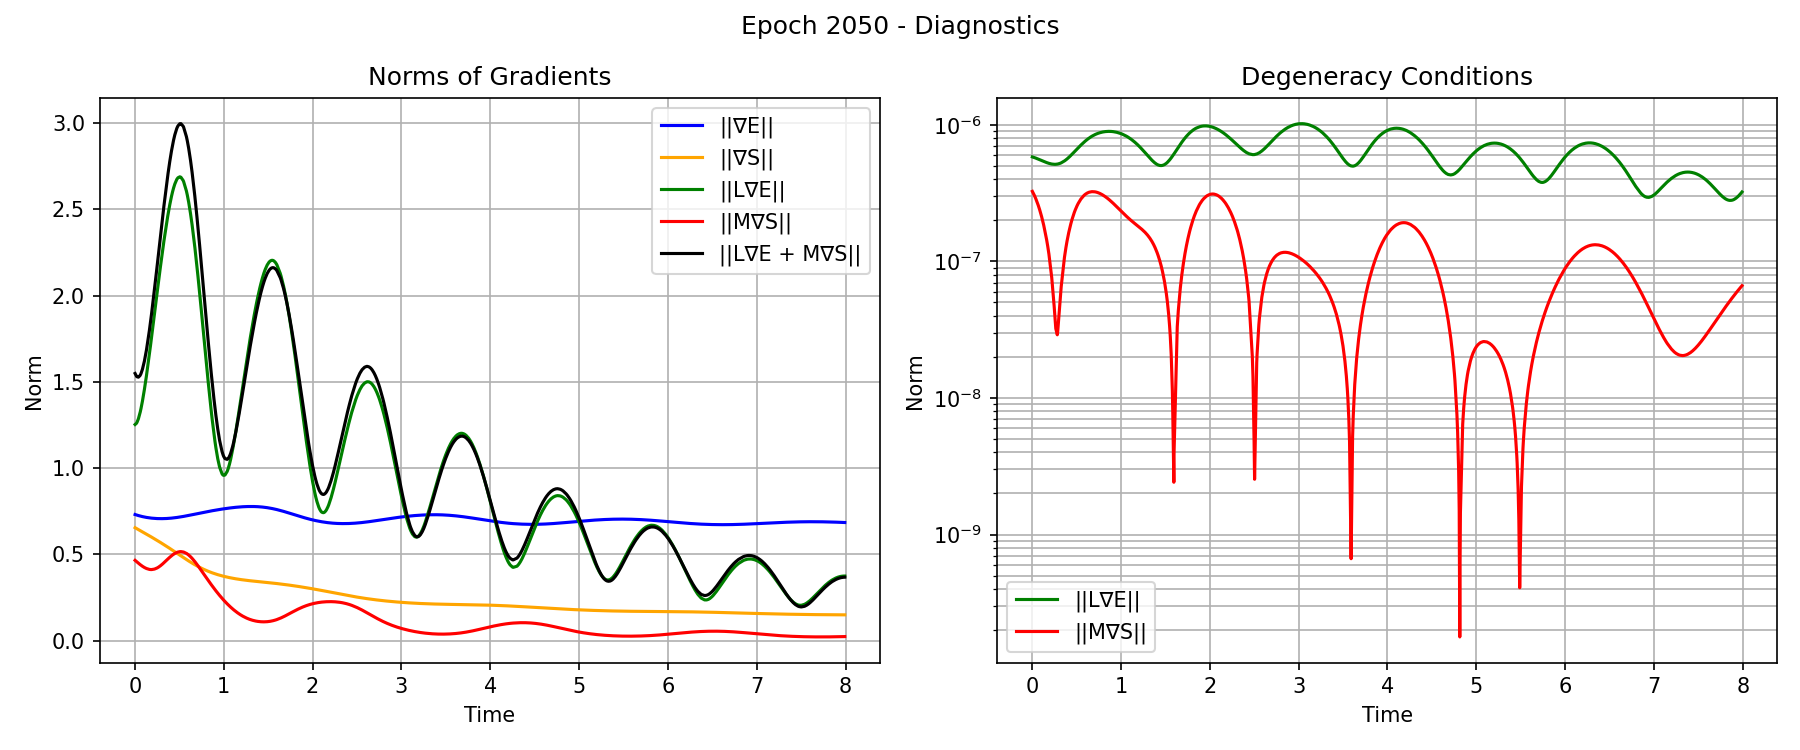 Epoch 2050 - Diagnostics
Norms of Gradients
Norm
3.0
2.5
2.0
1.5
1.0
0.5
0.0
0 1 2 3 4 5 6 7 8
Time
||∇E||
||∇S||
||L∇E||
||M∇S||
||L∇E + M∇S||
Degeneracy Conditions
Norm
10⁻⁶
10⁻⁷
10⁻⁸
10⁻⁹
0 1 2 3 4 5 6 7 8
Time
||L∇E||
||M∇S||